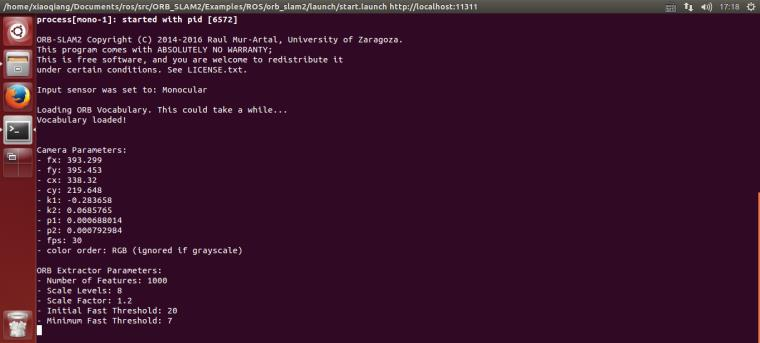 /home/xiaoqiang/Documents/ros/src/ORB_SLAM2/Examples/ROS/orb_slam2/launch/start.launch http://localhost:11311
17:18
process[mono-1]: started with pid [6572]
ORB-SLAM2 Copyright (C) 2014-2016 Raul Mur-Artal, University of Zaragoza.
This program comes with ABSOLUTELY NO WARRANTY;
This is free software, and you are welcome to redistribute it
under certain conditions. See LICENSE.txt.
Input sensor was set to: Monocular
Loading ORB Vocabulary. This could take a while...
Vocabulary loaded!
Camera Parameters:
- fx: 393.299
- fy: 395.453
- cx: 338.32
- cy: 219.648
- k1: -0.283658
- k2: 0.0685765
- p1: 0.000688014
- p2: 0.000792984
- fps: 30
- color order: RGB (ignored if grayscale)
ORB Extractor Parameters:
- Number of Features: 1000
- Scale Levels: 8
- Scale Factor: 1.2
- Initial Fast Threshold: 20
- Minimum Fast Threshold: 7